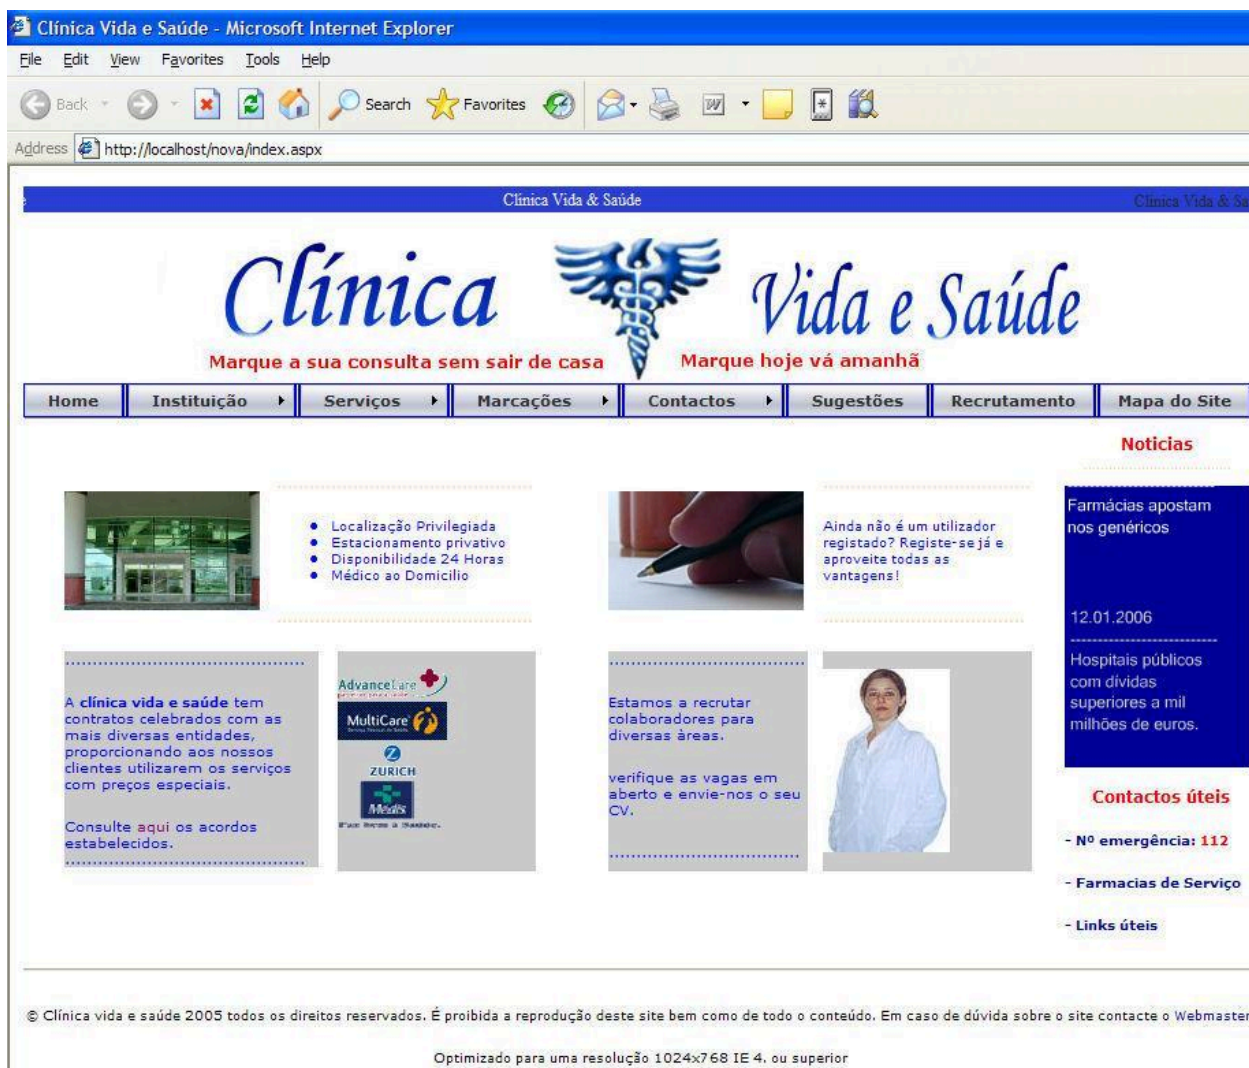 Clínica Vida e Saúde - Microsoft Internet Explorer
File Edit View Favorites Tools Help
Back Search Favorites
Address http://localhost/nova/index.aspx
Clínica Vida & Saúde Clínica Vida & Sa
Clínica Vida e Saúde
Marque a sua consulta sem sair de casa Marque hoje vá amanhã
Home Instituição Serviços Marcações Contactos Sugestões Recrutamento Mapa do Site
• Localização Privilegiada
• Estacionamento privativo
• Disponibilidade 24 Horas
• Médico ao Domicilio
Ainda não é um utilizador
registado? Registe-se já e
aproveite todas as
vantagens!
A clínica vida e saúde tem
contratos celebrados com as
mais diversas entidades,
proporcionando aos nossos
clientes utilizarem os serviços
com preços especiais.
Consulte aqui os acordos
estabelecidos.
AdvanceCare
MultiCare
ZURICH
Médis
Estamos a recrutar
colaboradores para
diversas àreas.
verifique as vagas em
aberto e envie-nos o seu
CV.
Noticias
Farmácias apostam
nos genéricos
12.01.2006
Hospitais públicos
com dívidas
superiores a mil
milhões de euros.
Contactos úteis
- Nº emergência: 112
- Farmacias de Serviço
- Links úteis
© Clínica vida e saúde 2005 todos os direitos reservados. É proibida a reprodução deste site bem como de todo o conteúdo. Em caso de dúvida sobre o site contacte o Webmaster
Optimizado para uma resolução 1024x768 IE 4. ou superior